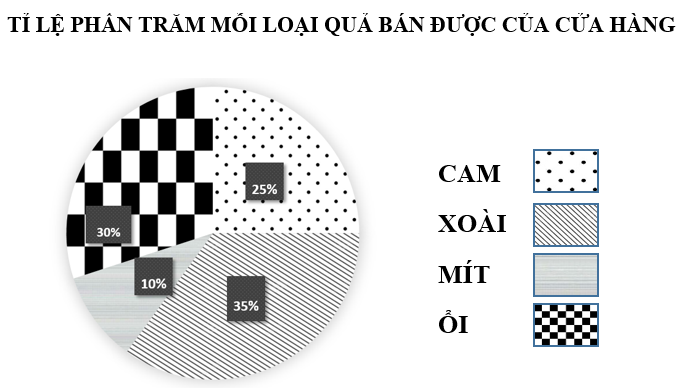 TỈ LỆ PHÂN TRĂM MỖI LOẠI QUẢ BÁN ĐƯỢC CỦA CỬA HÀNG
25%
CAM
XOÀI
30%
10%
MÍT
35%
ỔI